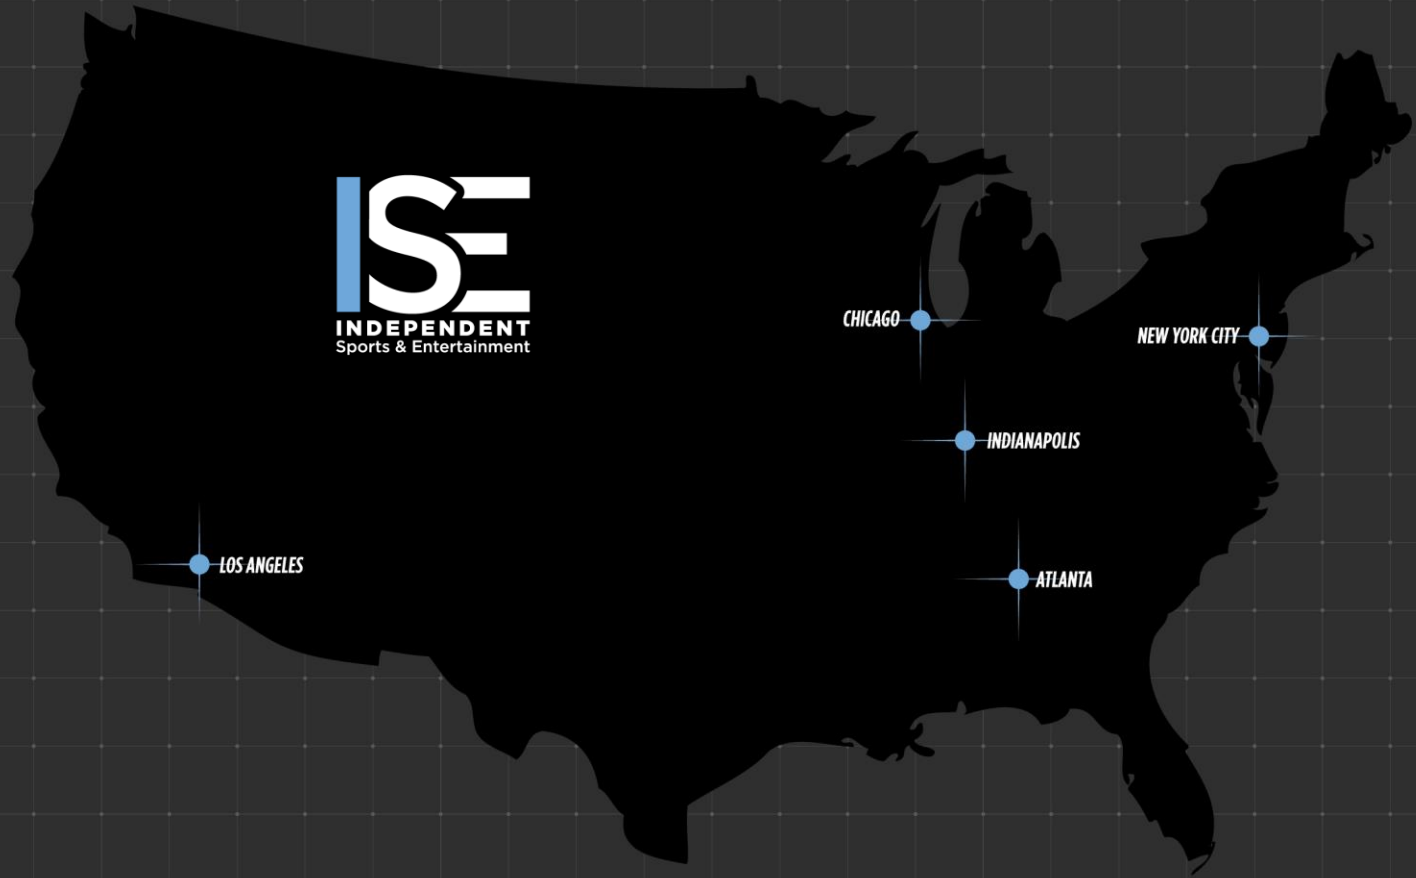 ISE
INDEPENDENT
Sports & Entertainment
CHICAGO
NEW YORK CITY
INDIANAPOLIS
LOS ANGELES
ATLANTA